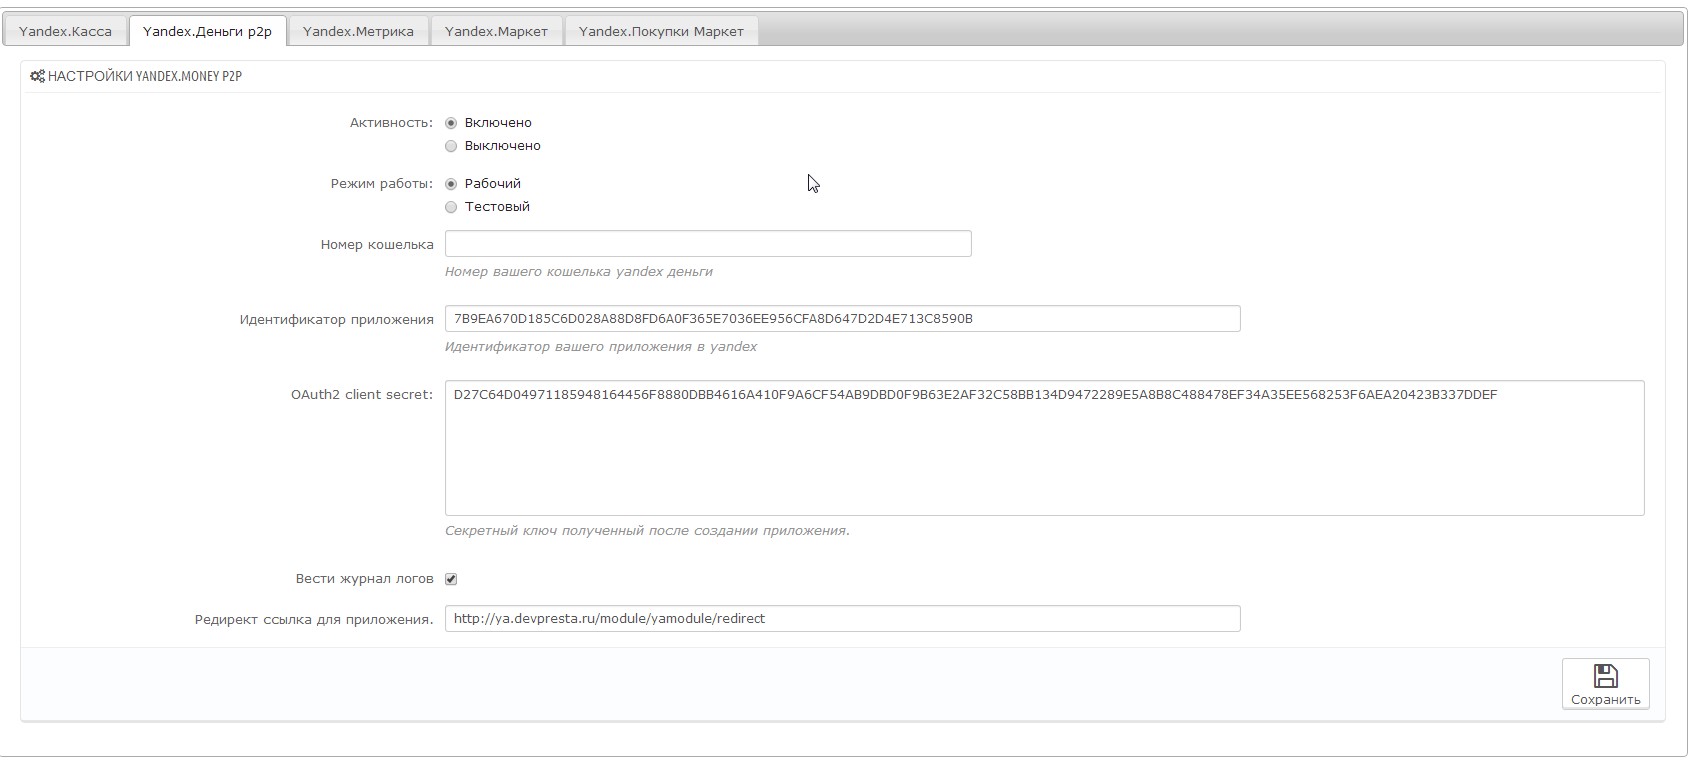 Yandex.Касса Yandex.Деньги p2p Yandex.Метрика Yandex.Маркет Yandex.Покупки Маркет
НАСТРОЙКИ YANDEX.MONEY P2P
Активность: Включено
Выключено
Режим работы: Рабочий
Тестовый
Номер кошелька
Номер вашего кошелька yandex деньги
Идентификатор приложения 7B9EA670D185C6D028A88D8FD6A0F365E7036EE956CFA8D647D2D4E713C8590B
Идентификатор вашего приложения в yandex
OAuth2 client secret: D27C64D04971185948164456F8880DBB4616A410F9A6CF54AB9DBD0F9B63E2AF32C58BB134D9472289E5A8B8C488478EF34A35EE568253F6AEA20423B337DDEF
Секретный ключ полученный после создании приложения.
Вести журнал логов
Редирект ссылка для приложения. http://ya.devpresta.ru/module/yamodule/redirect
Сохранить